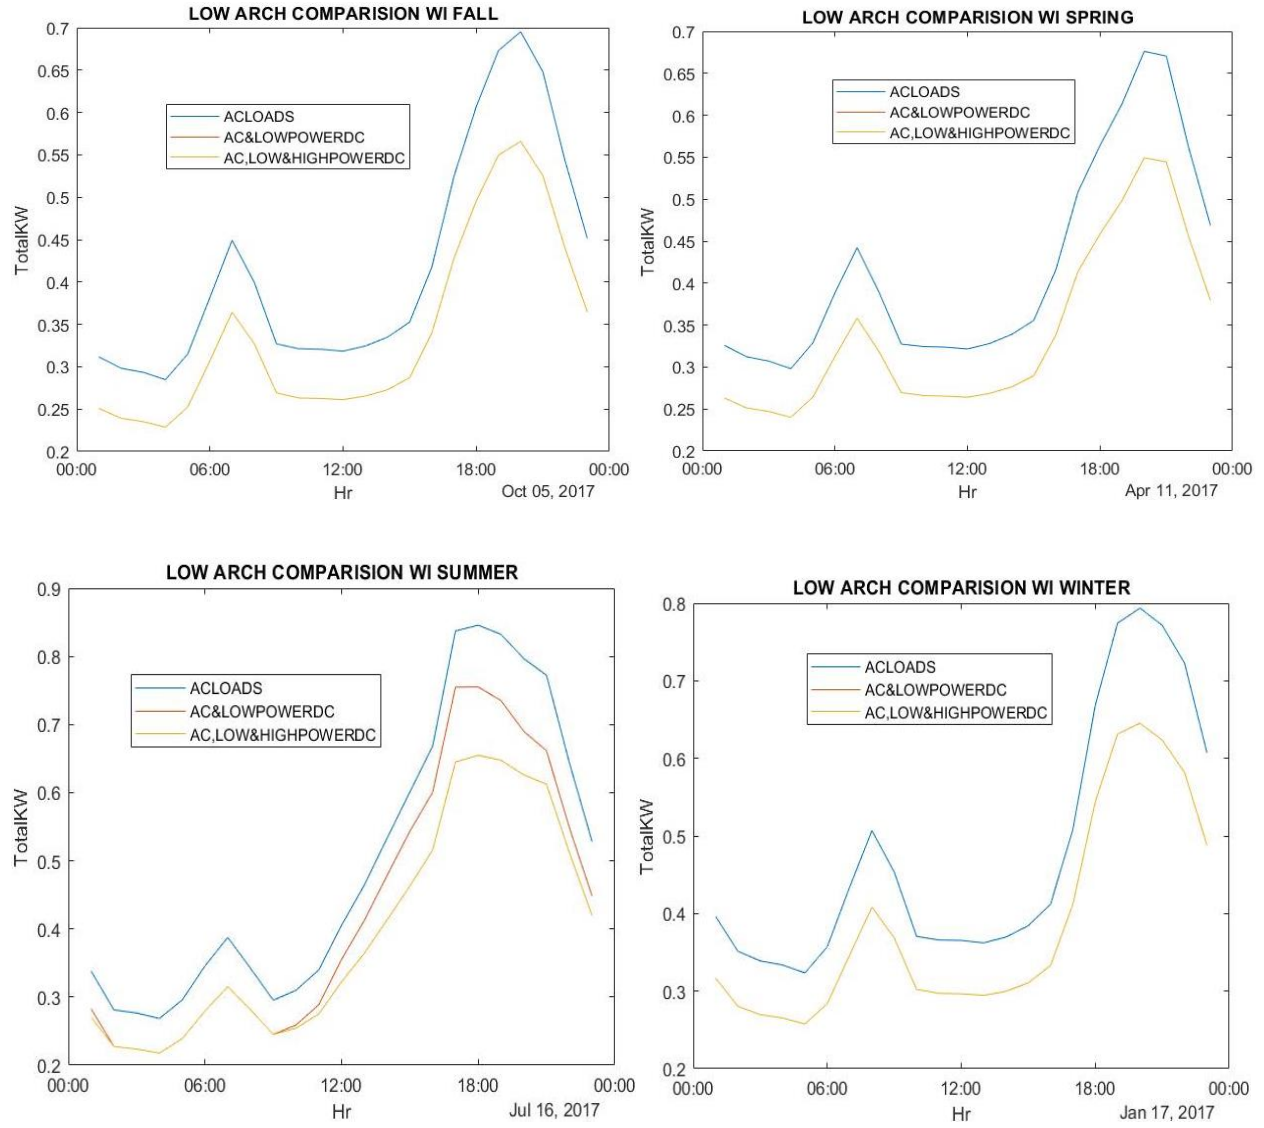 LOW ARCH COMPARISION WI FALL
0.7
0.65
0.6
0.55
0.5
0.45
0.4
0.35
0.3
0.25
0.2
TotalKW
ACLOADS
AC&LOWPOWERDC
AC,LOW&HIGHPOWERDC
00:00 06:00 12:00 18:00 00:00
Hr
Oct 05, 2017
LOW ARCH COMPARISION WI SPRING
0.7
0.65
0.6
0.55
0.5
0.45
0.4
0.35
0.3
0.25
0.2
TotalKW
ACLOADS
AC&LOWPOWERDC
AC,LOW&HIGHPOWERDC
00:00 06:00 12:00 18:00 00:00
Hr
Apr 11, 2017
LOW ARCH COMPARISION WI SUMMER
0.9
0.8
0.7
0.6
0.5
0.4
0.3
0.2
TotalKW
ACLOADS
AC&LOWPOWERDC
AC,LOW&HIGHPOWERDC
00:00 06:00 12:00 18:00 00:00
Hr
Jul 16, 2017
LOW ARCH COMPARISION WI WINTER
0.8
0.7
0.6
0.5
0.4
0.3
0.2
TotalKW
ACLOADS
AC&LOWPOWERDC
AC,LOW&HIGHPOWERDC
00:00 06:00 12:00 18:00 00:00
Hr
Jan 17, 2017